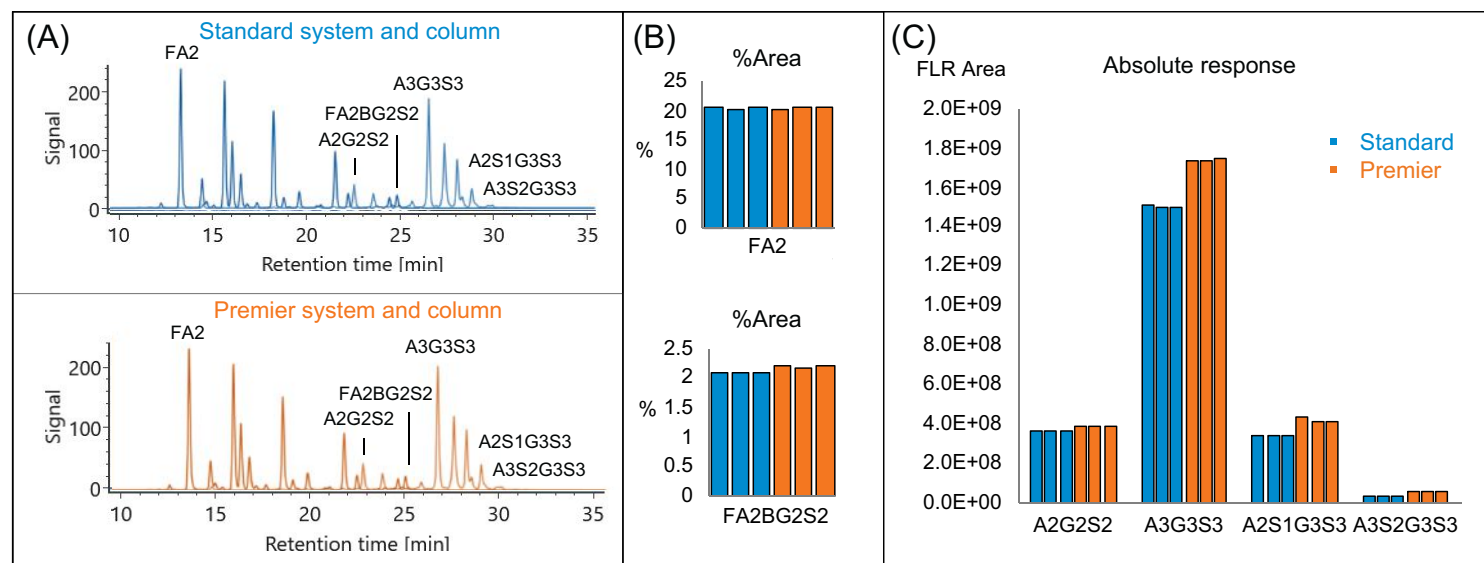 (A)
Standard system and column
FA2
A3G3S3
FA2BG2S2
A2G2S2
A2S1G3S3
A3S2G3S3
Signal
200
100
0
10 15 20 25 30 35
Retention time [min]
Premier system and column
FA2
A3G3S3
FA2BG2S2
A2G2S2
A2S1G3S3
A3S2G3S3
Signal
200
100
0
10 15 20 25 30 35
Retention time [min]
(B)
%Area
25
20
15
10
5
0
%
FA2
%Area
2.5
2
1.5
1
0.5
0
%
FA2BG2S2
(C)
FLR Area
Absolute response
2.0E+09
1.8E+09
1.6E+09
1.4E+09
1.2E+09
1.0E+09
8.0E+08
6.0E+08
4.0E+08
2.0E+08
0.0E+00
Standard
Premier
A2G2S2 A3G3S3 A2S1G3S3 A3S2G3S3